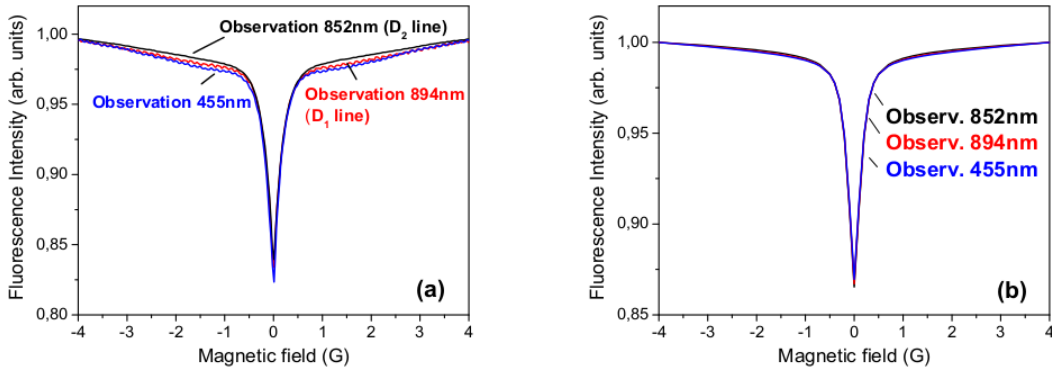 Fluorescence Intensity (arb. units)
1,00
0,95
0,90
0,85
0,80
Observation 852nm (D2 line)
Observation 455nm
Observation 894nm
(D1 line)
(a)
-4 -3 -2 -1 0 1 2 3 4
Magnetic field (G)
Fluorescence Intensity (arb. units)
1,00
0,95
0,90
0,85
Observ. 852nm
Observ. 894nm
Observ. 455nm
(b)
-4 -3 -2 -1 0 1 2 3 4
Magnetic field (G)